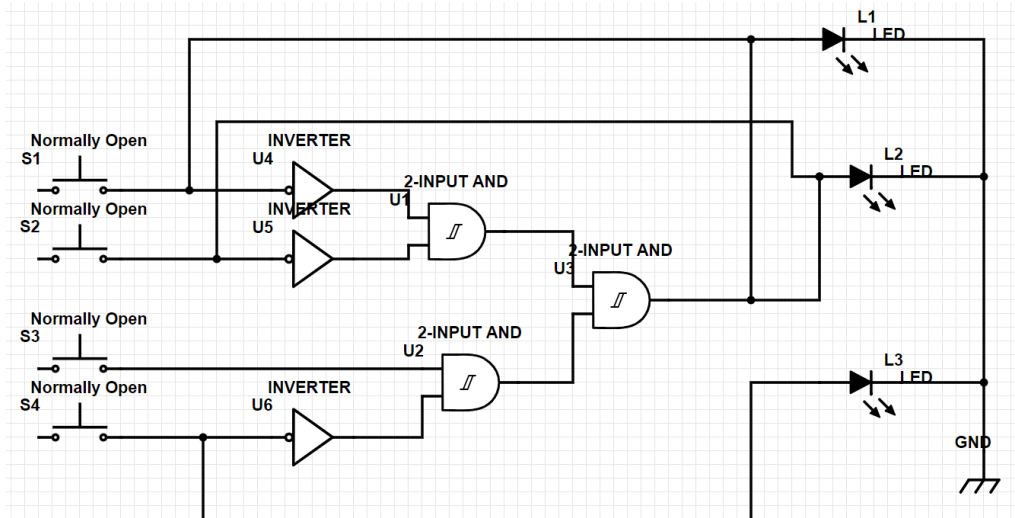 L1
LED
Normally Open
S1
INVERTER
U4
2-INPUT AND
U1
Normally Open
S2
INVERTER
U5
L2
LED
2-INPUT AND
U3
Normally Open
S3
2-INPUT AND
U2
L3
LED
Normally Open
S4
INVERTER
U6
GND